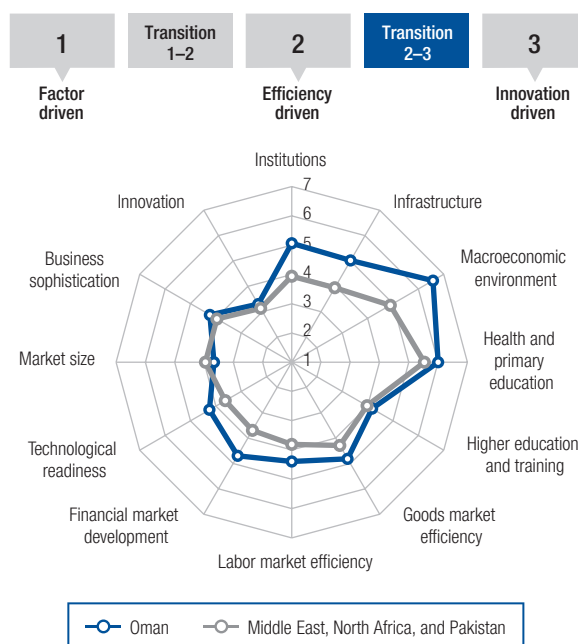 1
Transition
1–2
2
Transition
2–3
3
Factor
driven
Efficiency
driven
Innovation
driven
Institutions
Infrastructure
Macroeconomic
environment
Health and
primary
education
Higher education
and training
Goods market
efficiency
Labor market efficiency
Financial market
development
Technological
readiness
Market size
Business
sophistication
Innovation
7
6
5
4
3
2
1
Oman
Middle East, North Africa, and Pakistan